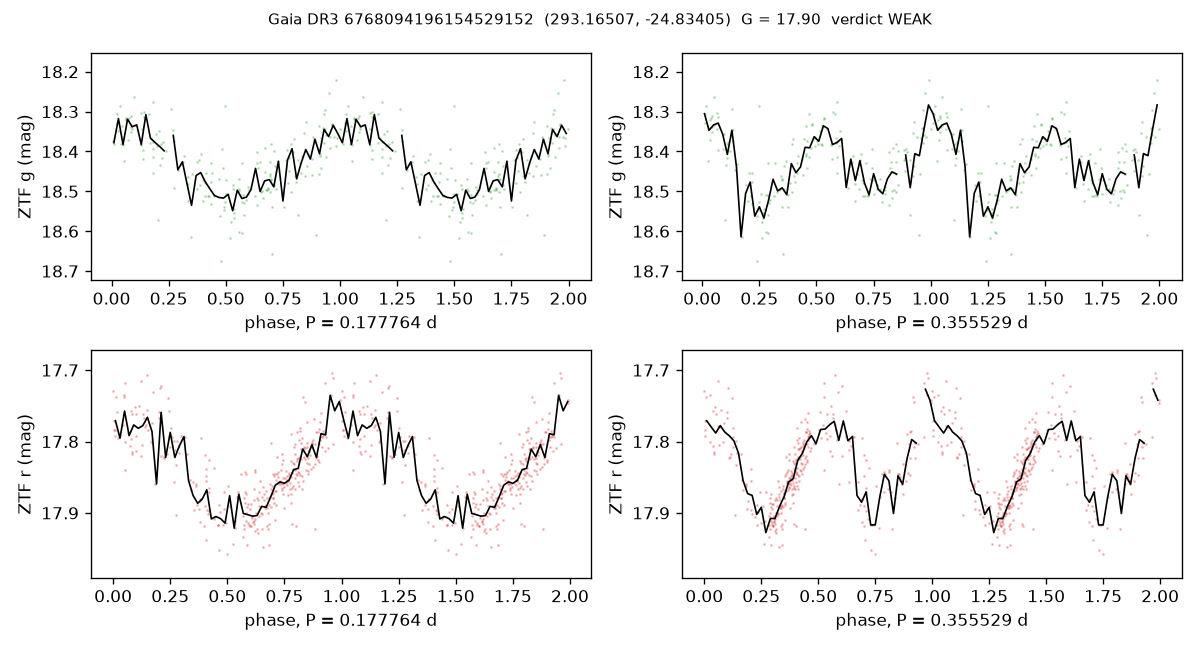 Gaia DR3 6768094196154529152 (293.16507, -24.83405) G = 17.90 verdict WEAK
ZTF g (mag)
18.2
18.3
18.4
18.5
18.6
18.7
0.00 0.25 0.50 0.75 1.00 1.25 1.50 1.75 2.00
phase, P = 0.177764 d
ZTF g (mag)
18.2
18.3
18.4
18.5
18.6
18.7
0.00 0.25 0.50 0.75 1.00 1.25 1.50 1.75 2.00
phase, P = 0.355529 d
ZTF r (mag)
17.7
17.8
17.9
0.00 0.25 0.50 0.75 1.00 1.25 1.50 1.75 2.00
phase, P = 0.177764 d
ZTF r (mag)
17.7
17.8
17.9
0.00 0.25 0.50 0.75 1.00 1.25 1.50 1.75 2.00
phase, P = 0.355529 d